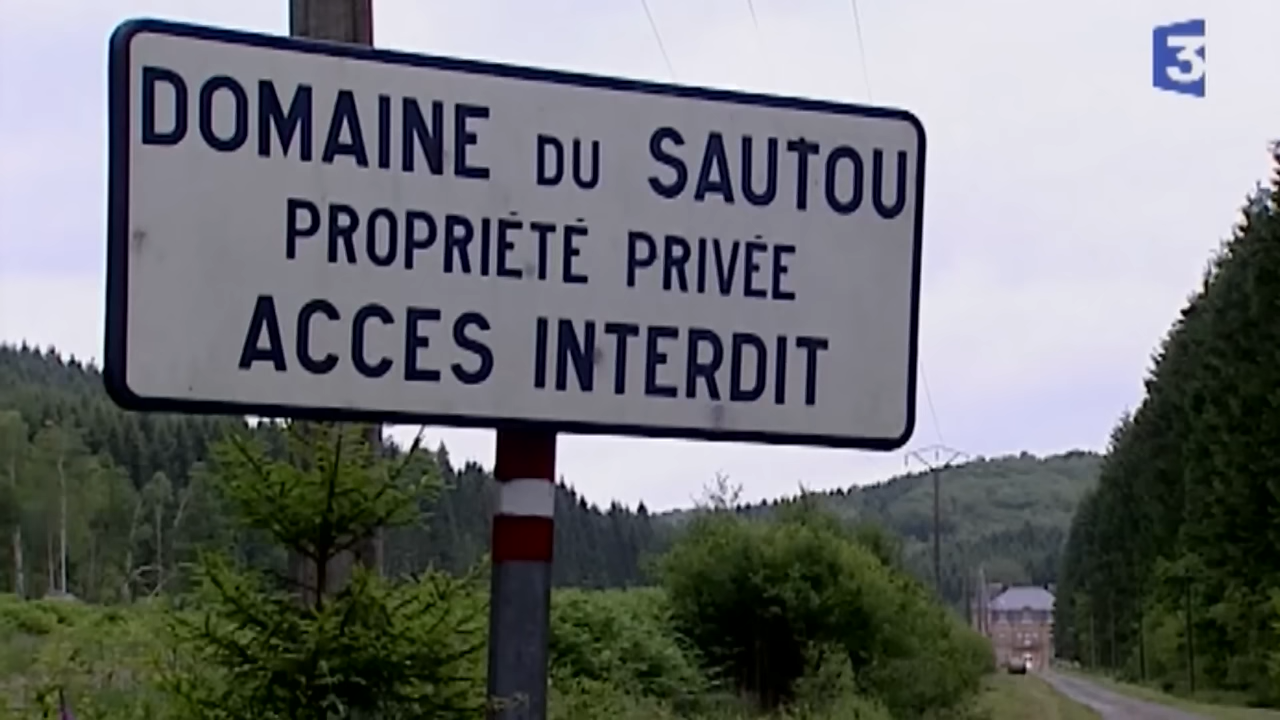 3
DOMAINE DU SAUTOU
PROPRIÉTÉ PRIVÉE
ACCES INTERDIT